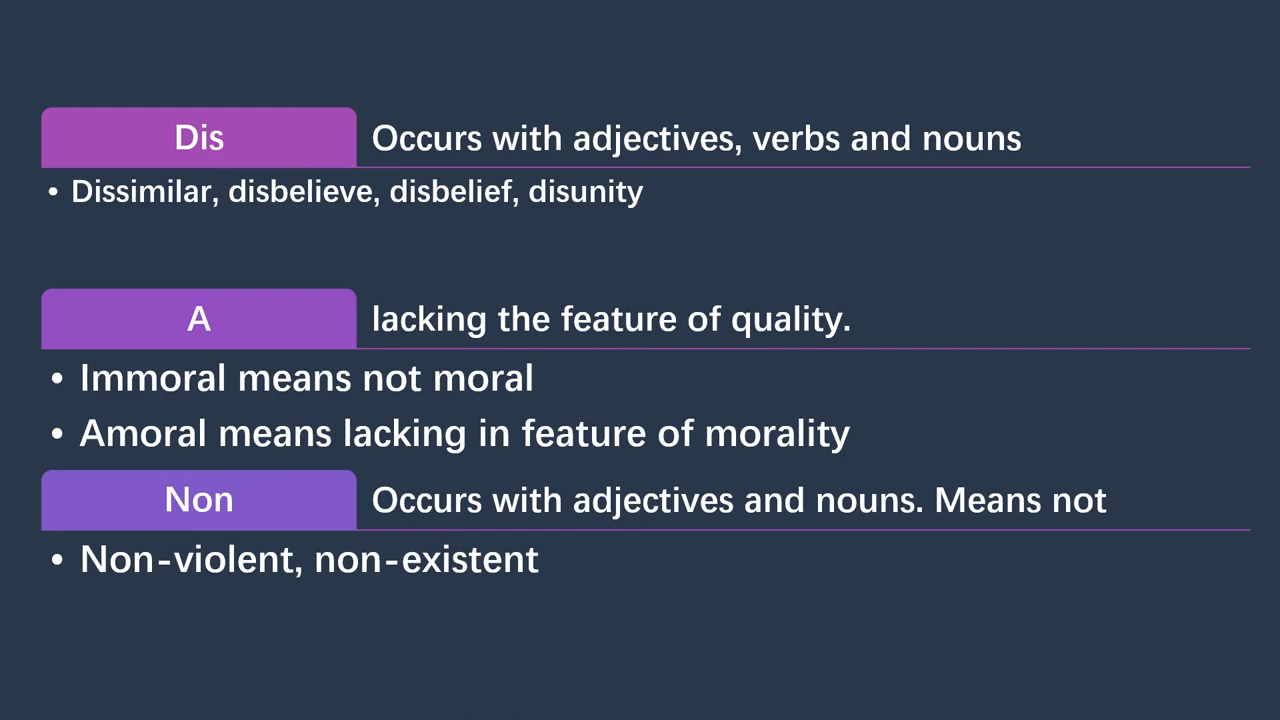 Dis
Occurs with adjectives, verbs and nouns
• Dissimilar, disbelieve, disbelief, disunity
A
lacking the feature of quality.
• Immoral means not moral
• Amoral means lacking in feature of morality
Non
Occurs with adjectives and nouns. Means not
• Non-violent, non-existent